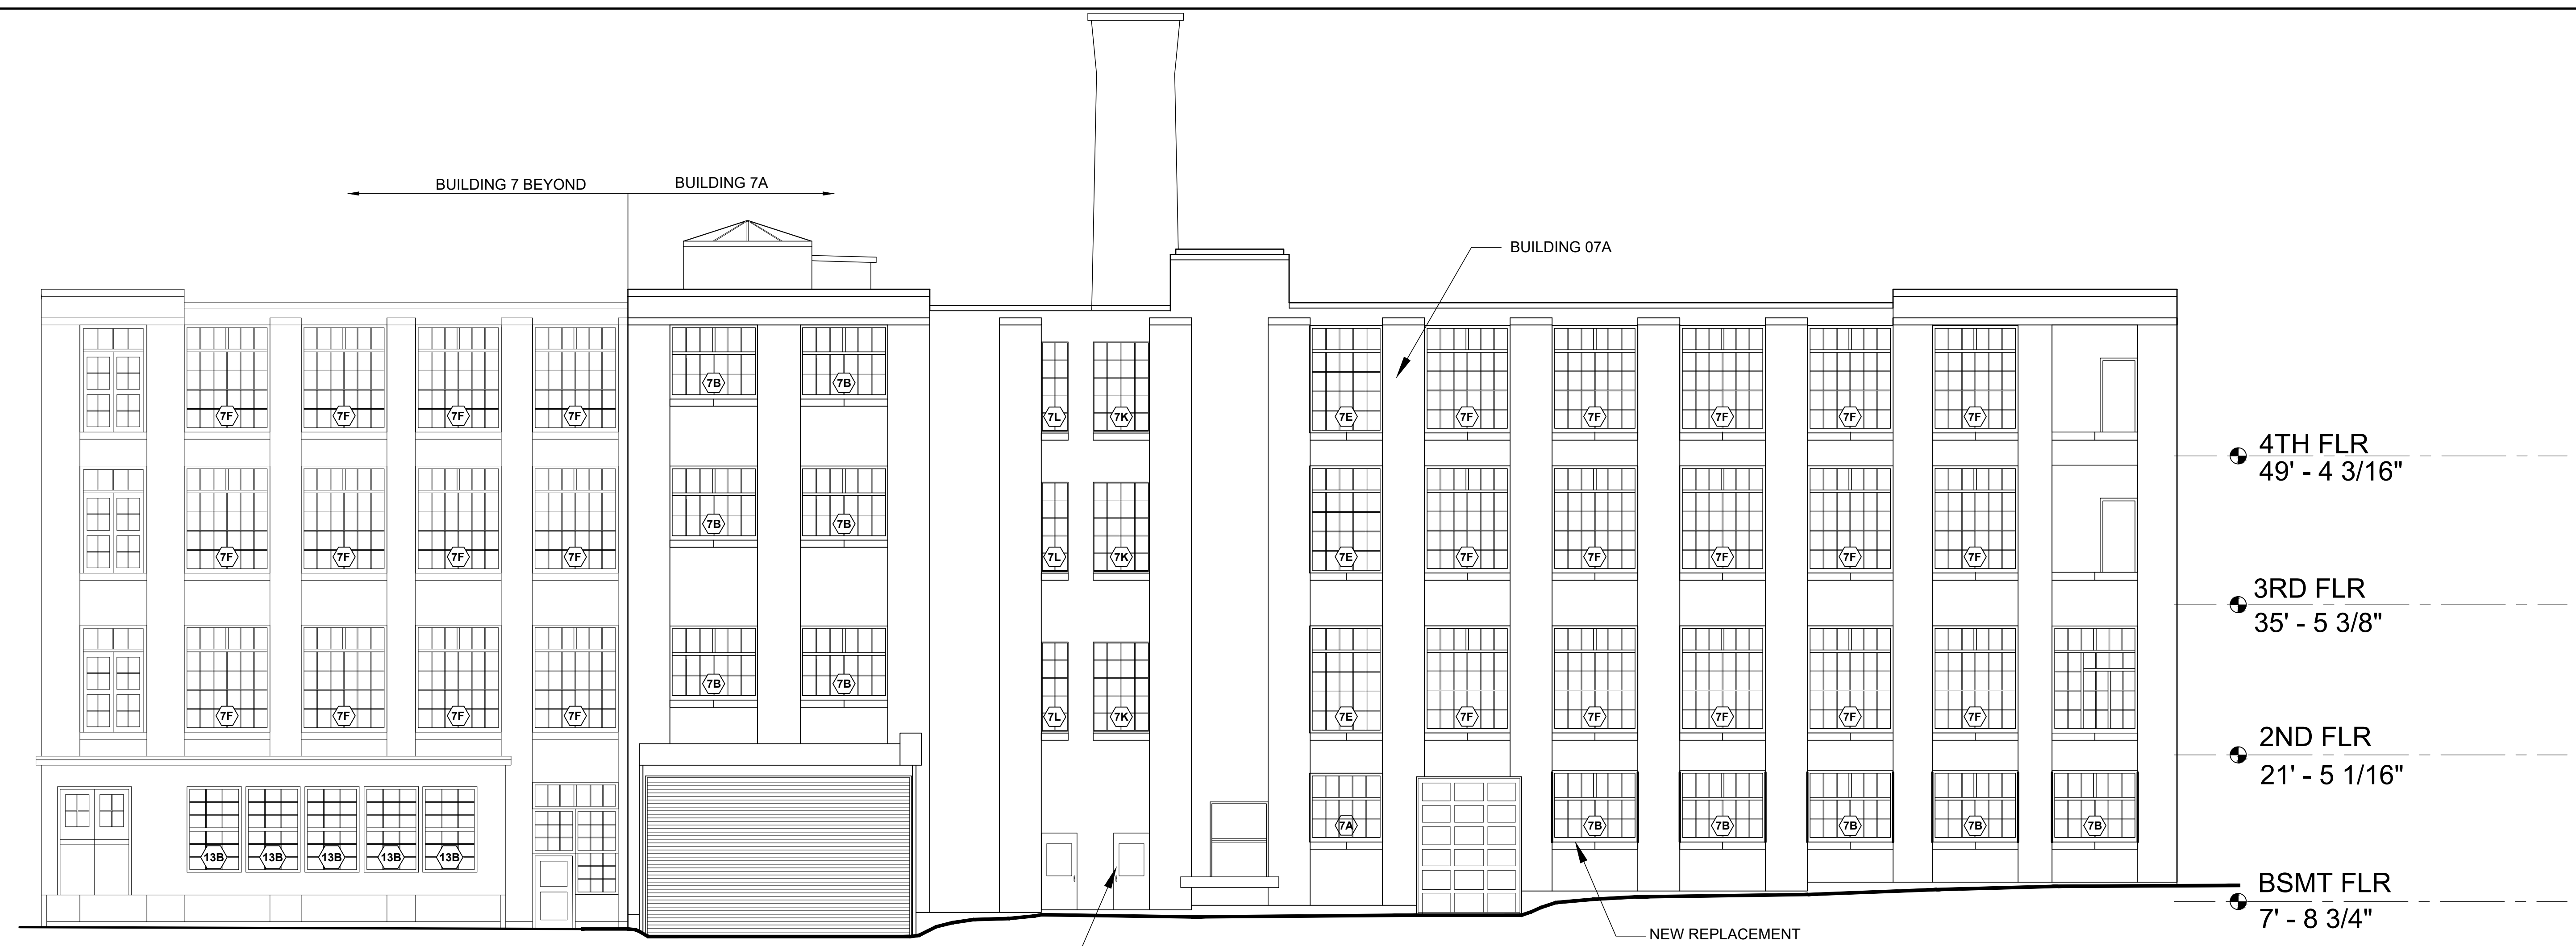 BUILDING 7 BEYOND
BUILDING 7A
BUILDING 07A
7B 7B
7F 7F 7F 7F 7L 7K 7E 7F 7F 7F 7F 7F
4TH FLR
49' - 4 3/16"
7B 7B
7F 7F 7F 7F 7L 7K 7E 7F 7F 7F 7F 7F
3RD FLR
35' - 5 3/8"
7B 7B
7F 7F 7F 7F 7L 7K 7E 7F 7F 7F 7F 7F
2ND FLR
21' - 5 1/16"
7A 7B 7B 7B 7B 7B
13B 13B 13B 13B 13B
BSMT FLR
7' - 8 3/4"
NEW REPLACEMENT